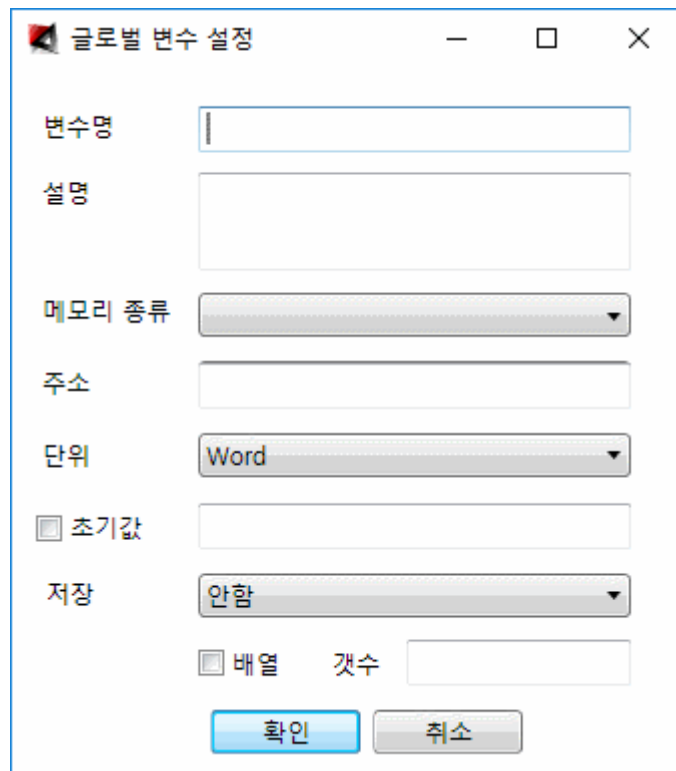 글로벌 변수 설정
변수명
설명
메모리 종류
주소
단위 Word
초기값
저장 안함
배열 갯수
확인 취소